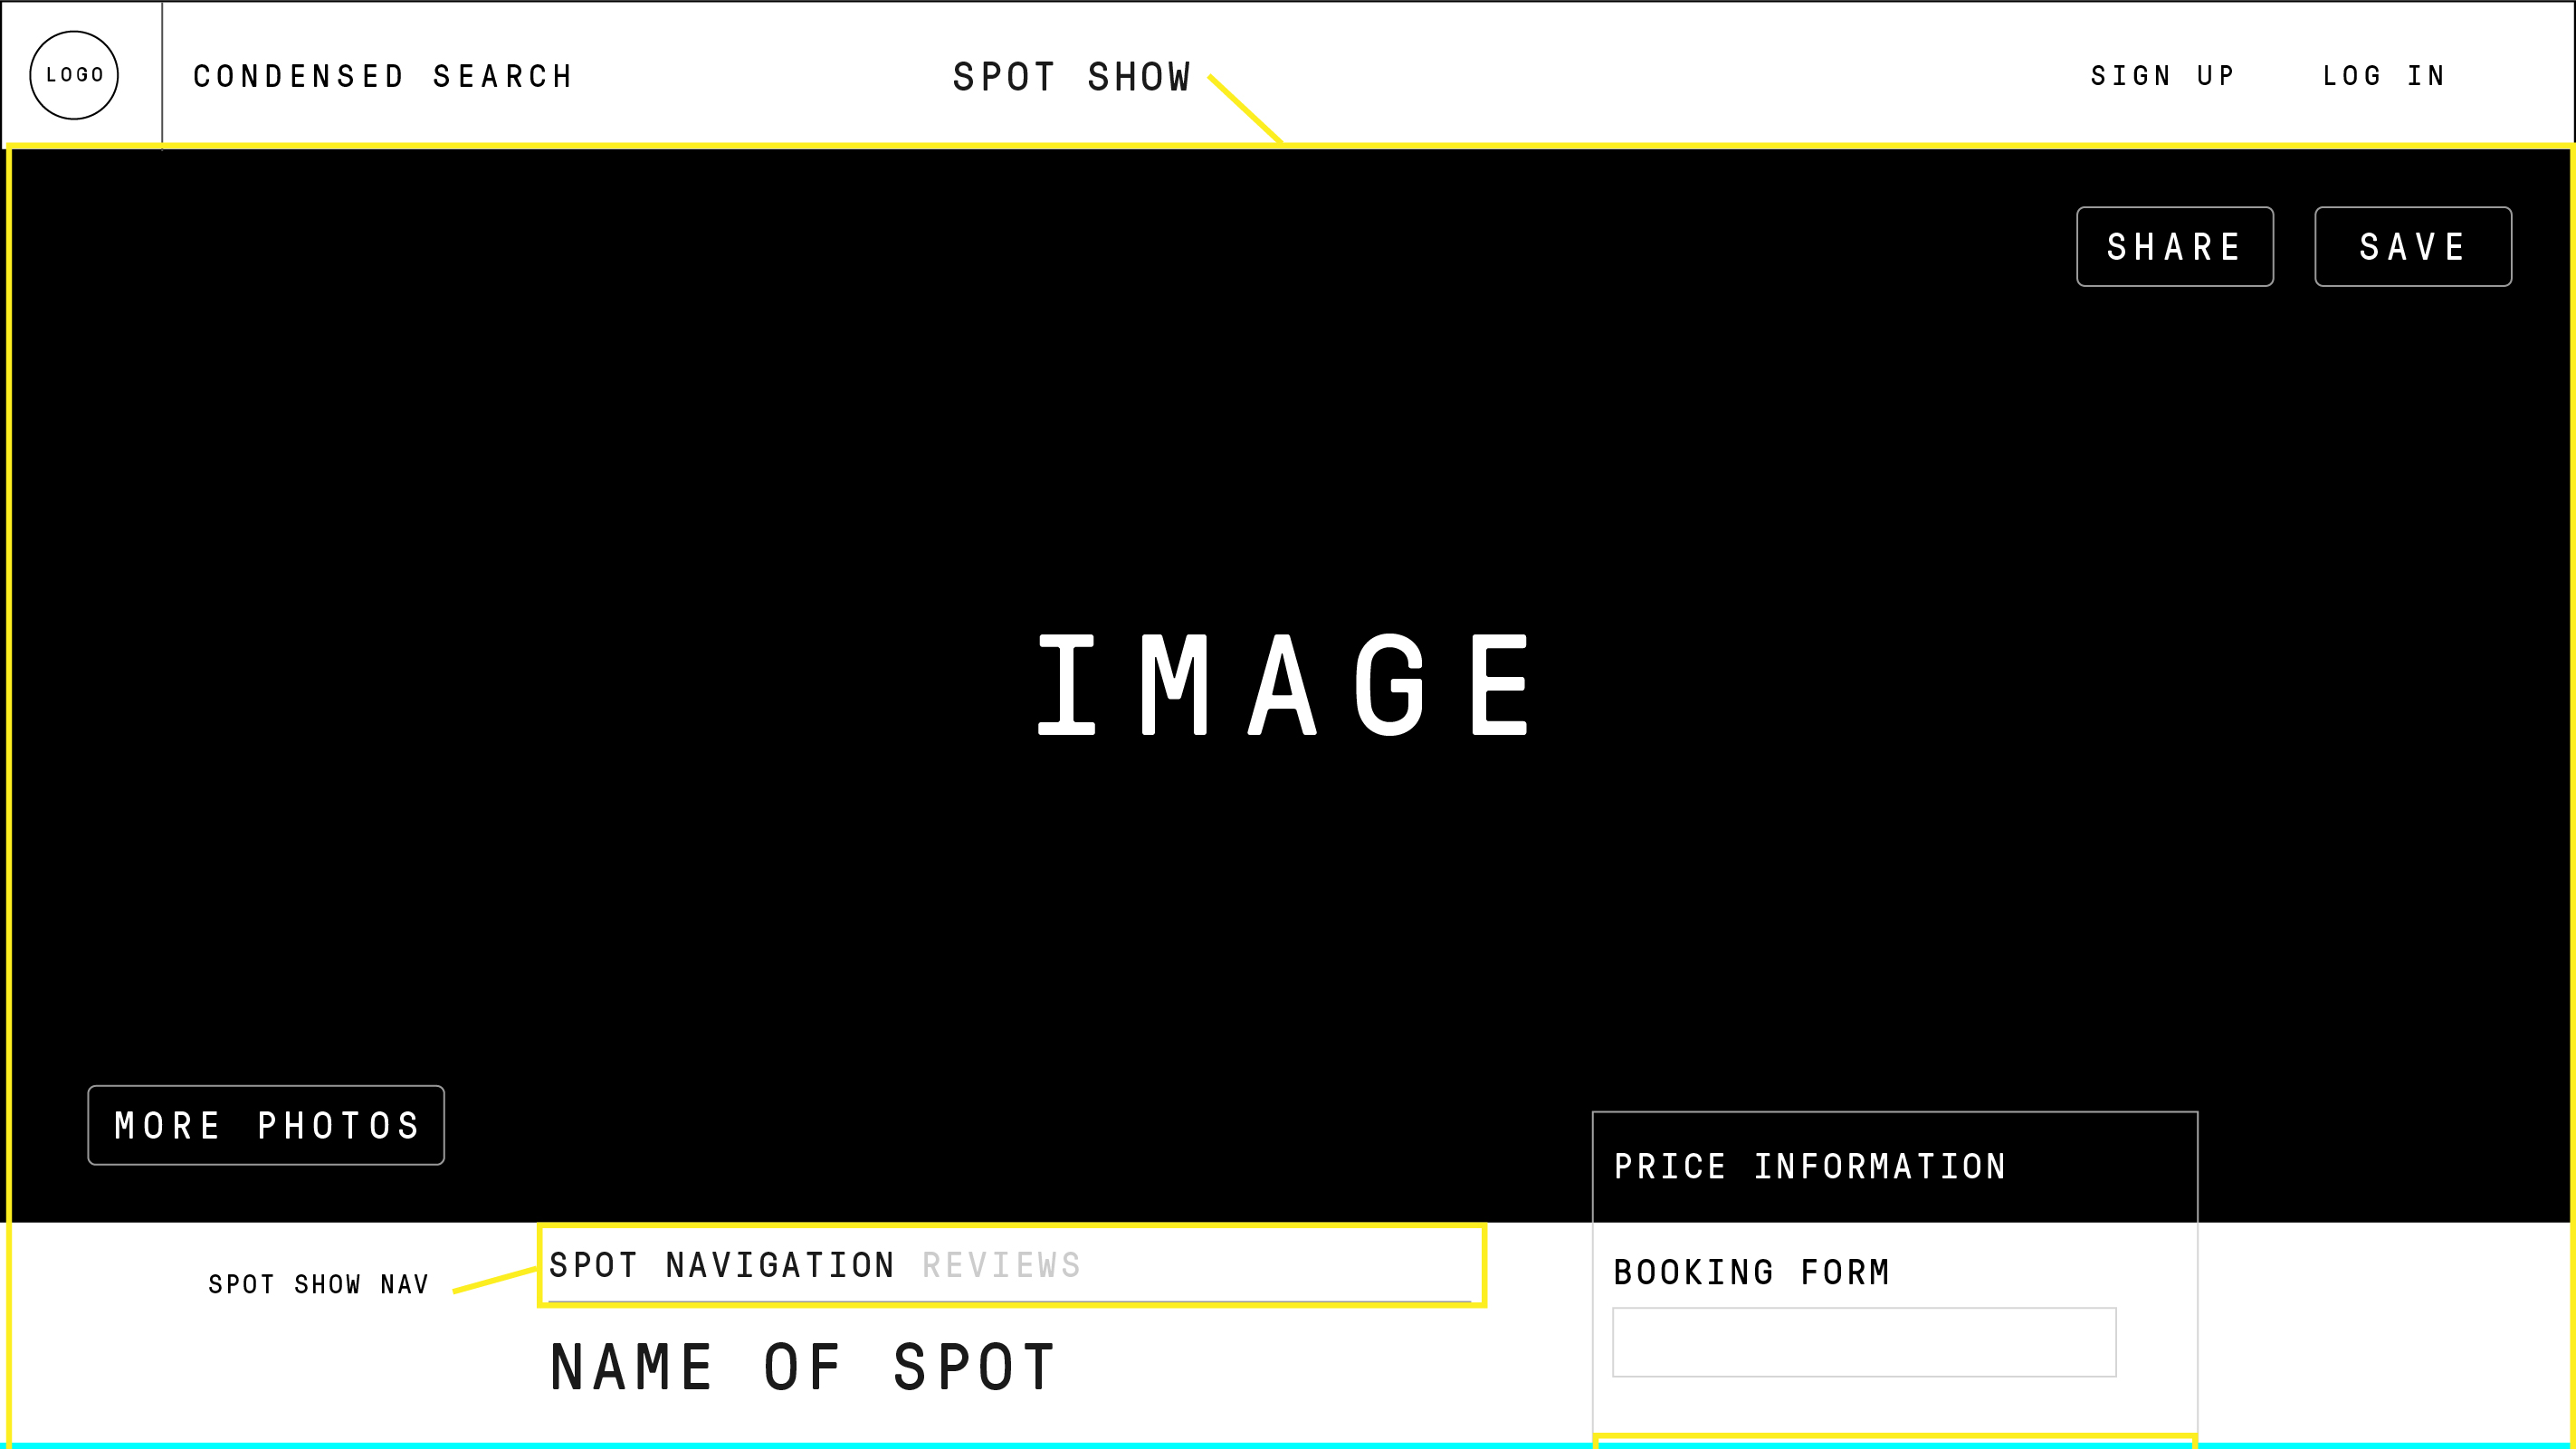 LOGO
CONDENSED SEARCH
SPOT SHOW
SIGN UP
LOG IN
SHARE
SAVE
IMAGE
MORE PHOTOS
PRICE INFORMATION
SPOT SHOW NAV
SPOT NAVIGATION REVIEWS
BOOKING FORM
NAME OF SPOT